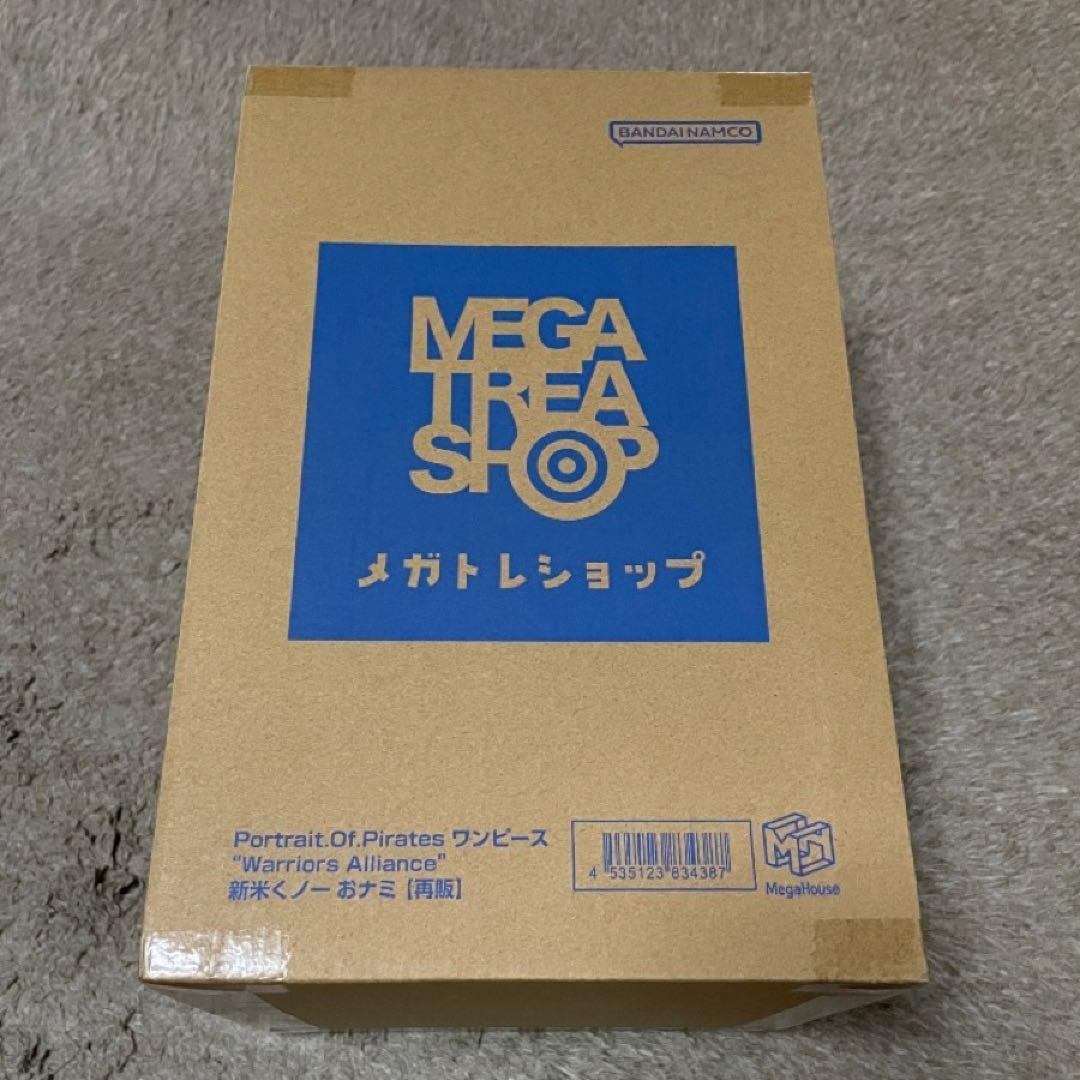 BANDAI NAMCO
MEGA
TREA
SHOP
メガトレショップ
Portrait.Of.Pirates ワンピース
"Warriors Alliance"
新米くノ一 おナミ【再販】
4 535123 834387
MegaHouse